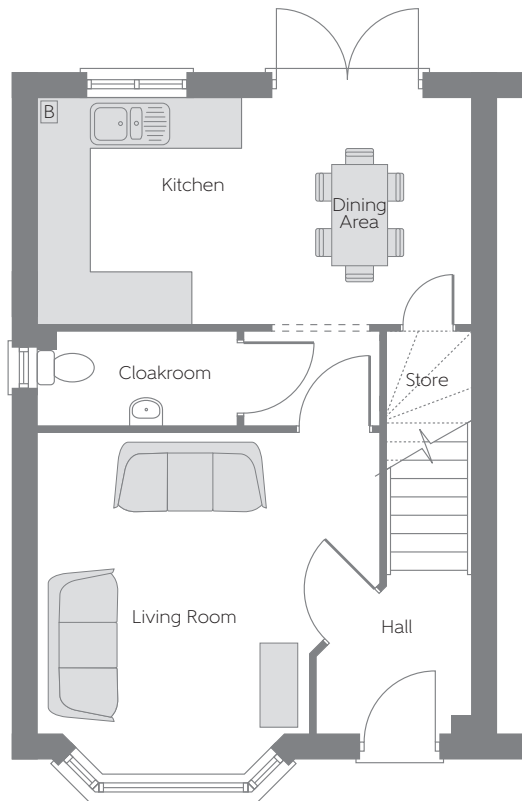 B
Kitchen
Dining
Area
Cloakroom
Store
Living Room
Hall